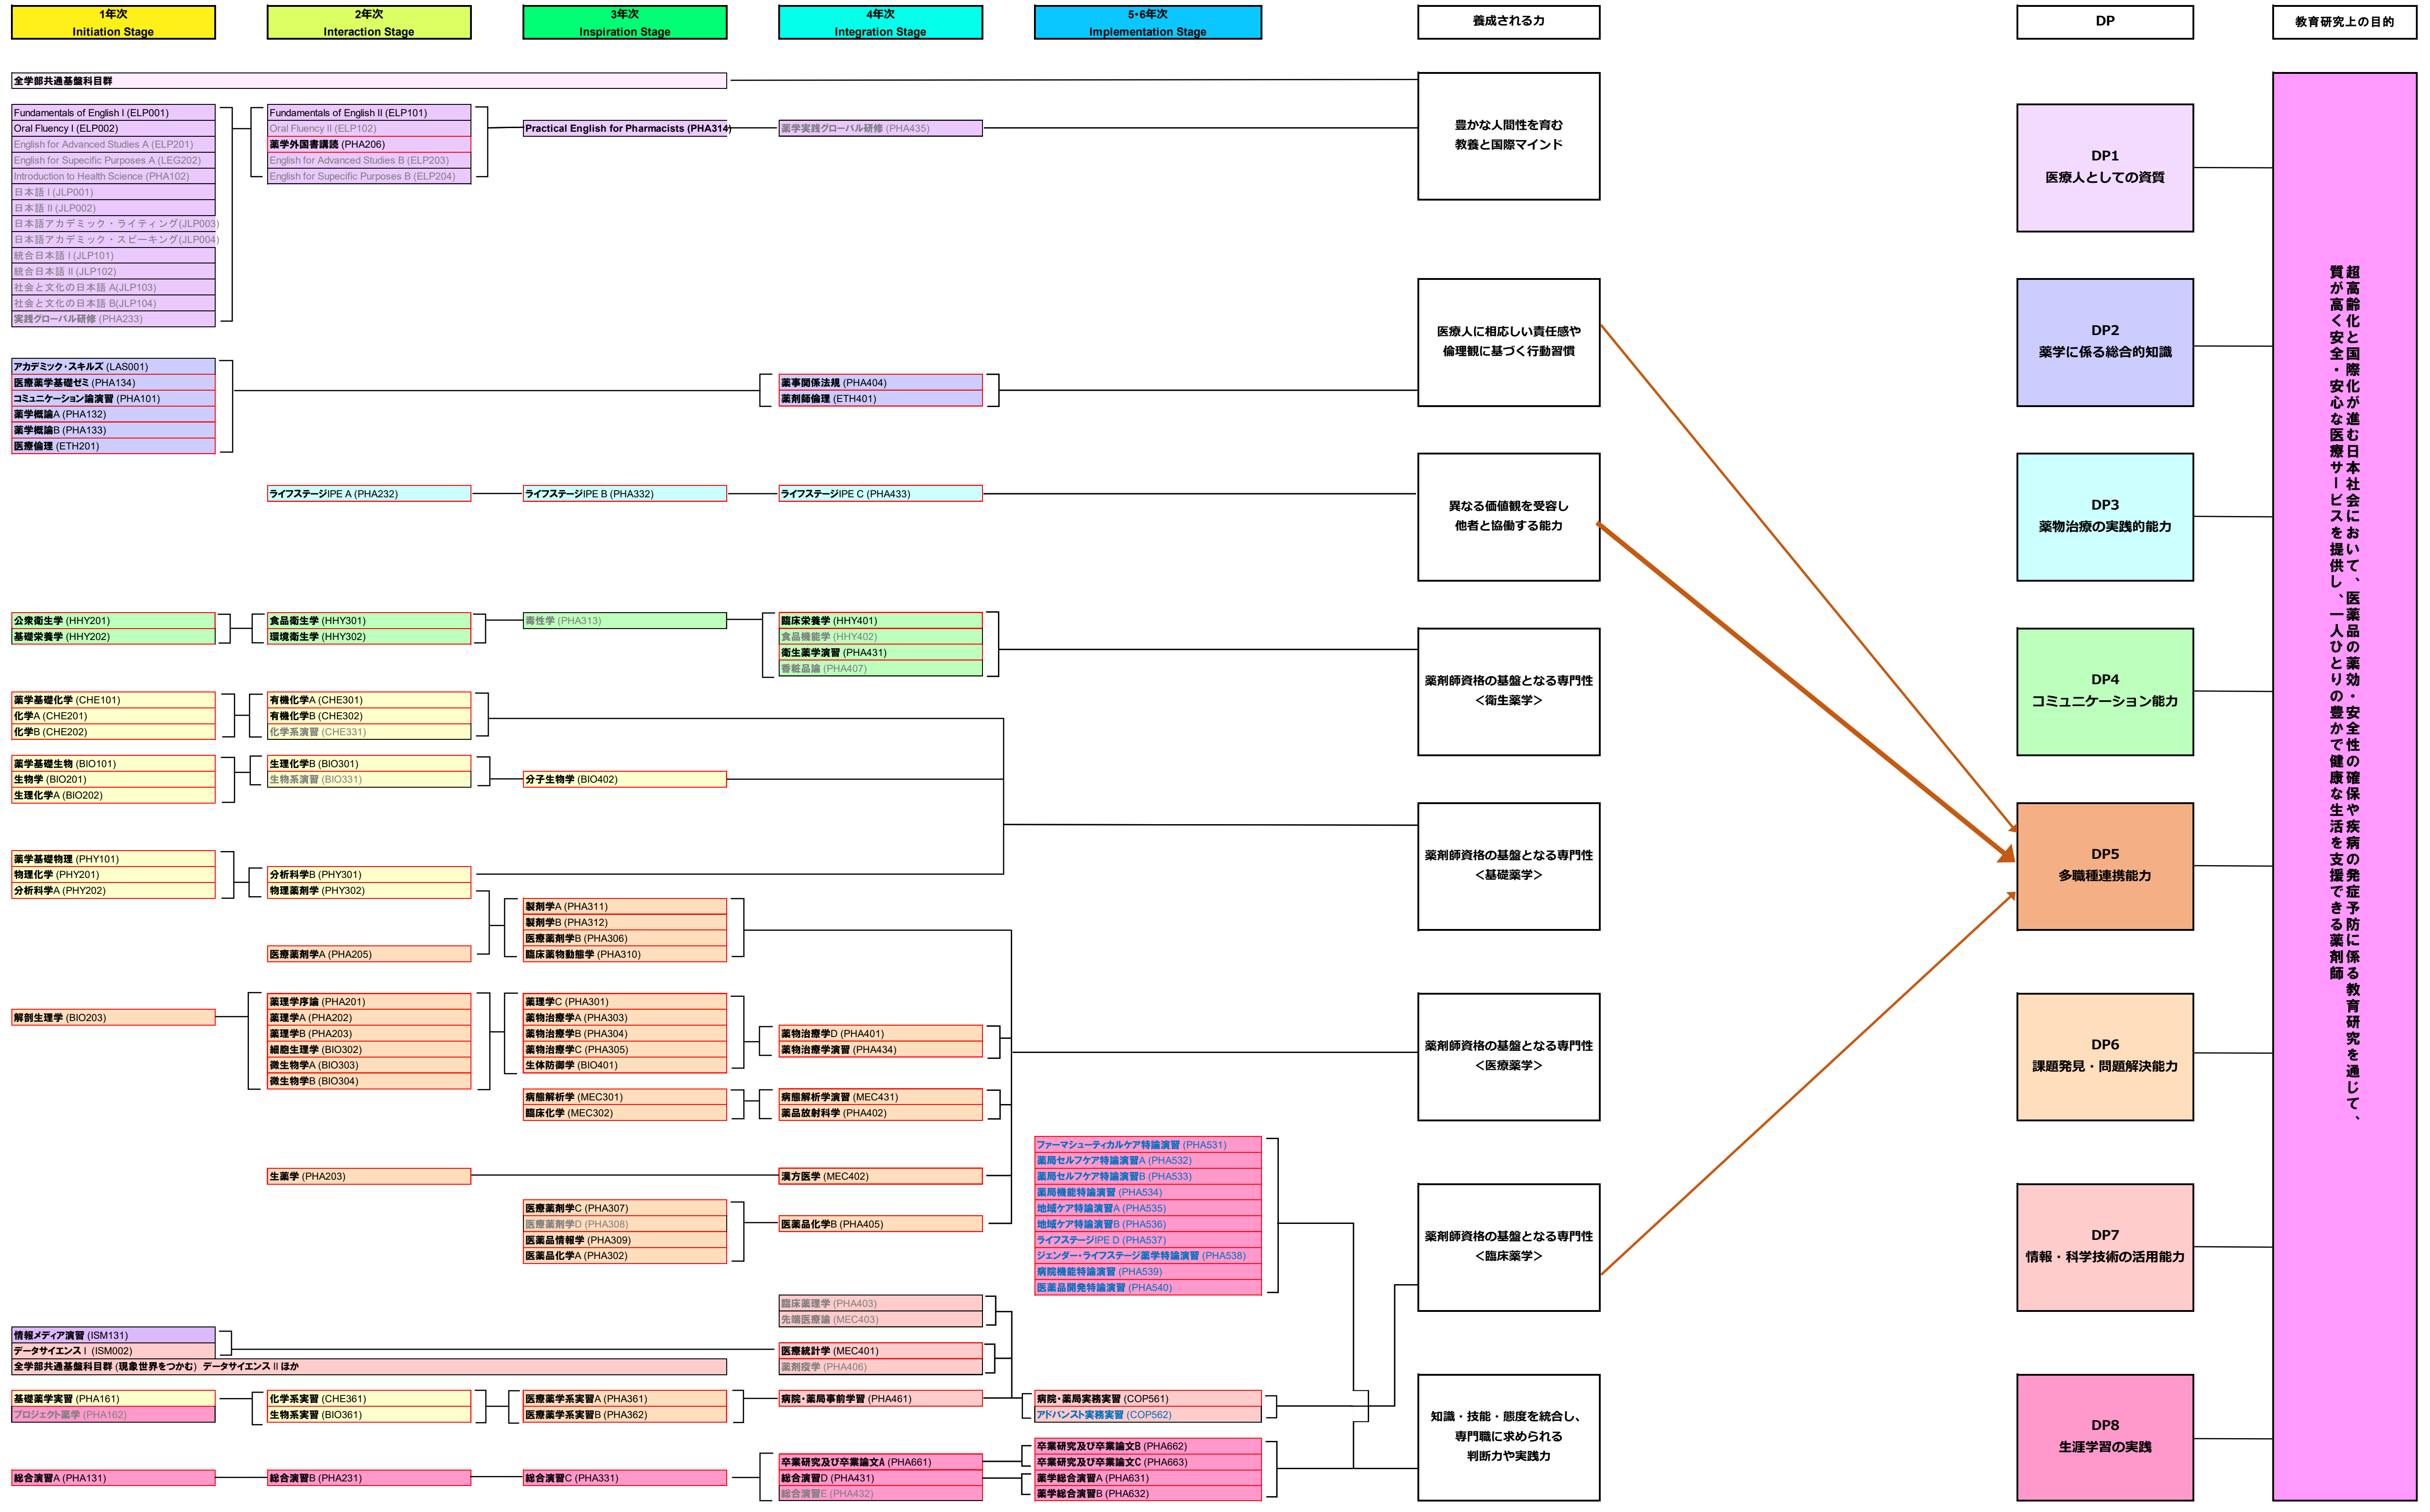 1年次
Initiation Stage
2年次
Interaction Stage
3年次
Inspiration Stage
4年次
Integration Stage
5・6年次
Implementation Stage
養成される力
DP
教育研究上の目的
全学部共通基盤科目群
Fundamentals of English I (ELP001)
Oral Fluency I (ELP002)
English for Advanced Studies A (ELP201)
English for Supecific Purposes A (LEG202)
Introduction to Health Science (PHA102)
日本語 I (JLP001)
日本語 II (JLP002)
日本語アカデミック・ライティング(JLP003)
日本語アカデミック・スピーキング(JLP004)
統合日本語 I (JLP101)
統合日本語 II (JLP102)
社会と文化の日本語 A(JLP103)
社会と文化の日本語 B(JLP104)
実践グローバル研修 (PHA233)
Fundamentals of English II (ELP101)
Oral Fluency II (ELP102)
薬学外国書講読 (PHA206)
English for Advanced Studies B (ELP203)
English for Supecific Purposes B (ELP204)
Practical English for Pharmacists (PHA314)
薬学実践グローバル研修 (PHA435)
豊かな人間性を育む
教養と国際マインド
アカデミック・スキルズ (LAS001)
医療薬学基礎ゼミ (PHA134)
コミュニケーション論演習 (PHA101)
薬学概論A (PHA132)
薬学概論B (PHA133)
医療倫理 (ETH201)
薬事関係法規 (PHA404)
薬剤師倫理 (ETH401)
医療人に相応しい責任感や
倫理観に基づく行動習慣
ライフステージIPE A (PHA232)
ライフステージIPE B (PHA332)
ライフステージIPE C (PHA433)
異なる価値観を受容し
他者と協働する能力
公衆衛生学 (HHY201)
基礎栄養学 (HHY202)
食品衛生学 (HHY301)
環境衛生学 (HHY302)
毒性学 (PHA313)
臨床栄養学 (HHY401)
食品機能学 (HHY402)
衛生薬学演習 (PHA431)
香粧品論 (PHA407)
薬剤師資格の基盤となる専門性
＜衛生薬学＞
薬学基礎化学 (CHE101)
化学A (CHE201)
化学B (CHE202)
有機化学A (CHE301)
有機化学B (CHE302)
化学系演習 (CHE331)
薬学基礎生物 (BIO101)
生物学 (BIO201)
生理化学A (BIO202)
生理化学B (BIO301)
生物系演習 (BIO331)
分子生物学 (BIO402)
薬学基礎物理 (PHY101)
物理化学 (PHY201)
分析科学A (PHY202)
分析科学B (PHY301)
物理薬剤学 (PHY302)
薬剤師資格の基盤となる専門性
＜基礎薬学＞
医療薬剤学A (PHA205)
製剤学A (PHA311)
製剤学B (PHA312)
医療薬剤学B (PHA306)
臨床薬物動態学 (PHA310)
解剖生理学 (BIO203)
薬理学序論 (PHA201)
薬理学A (PHA202)
薬理学B (PHA203)
細胞生理学 (BIO302)
微生物学A (BIO303)
微生物学B (BIO304)
薬理学C (PHA301)
薬物治療学A (PHA303)
薬物治療学B (PHA304)
薬物治療学C (PHA305)
生体防御学 (BIO401)
薬物治療学D (PHA401)
薬物治療学演習 (PHA434)
病態解析学 (MEC301)
臨床化学 (MEC302)
病態解析学演習 (MEC431)
薬品放射科学 (PHA402)
薬剤師資格の基盤となる専門性
＜医療薬学＞
生薬学 (PHA203)
漢方医学 (MEC402)
医療薬剤学C (PHA307)
医療薬剤学D (PHA308)
医薬品情報学 (PHA309)
医薬品化学A (PHA302)
医薬品化学B (PHA405)
ファーマシューティカルケア特論演習 (PHA531)
薬局セルフケア特論演習A (PHA532)
薬局セルフケア特論演習B (PHA533)
薬局機能特論演習 (PHA534)
地域ケア特論演習A (PHA535)
地域ケア特論演習B (PHA536)
ライフステージIPE D (PHA537)
ジェンダー・ライフステージ薬学特論演習 (PHA538)
病院機能特論演習 (PHA539)
医薬品開発特論演習 (PHA540)
薬剤師資格の基盤となる専門性
＜臨床薬学＞
臨床薬理学 (PHA403)
先端医療論 (MEC403)
情報メディア演習 (ISM131)
データサイエンス I (ISM002)
全学部共通基盤科目群 (現象世界をつかむ) データサイエンス II ほか
医療統計学 (MEC401)
薬剤疫学 (PHA406)
基礎薬学実習 (PHA161)
プロジェクト薬学 (PHA162)
化学系実習 (CHE361)
生物系実習 (BIO361)
医療薬学系実習A (PHA361)
医療薬学系実習B (PHA362)
病院・薬局事前学習 (PHA461)
病院・薬局実務実習 (COP561)
アドバンスト実務実習 (COP562)
総合演習A (PHA131)
総合演習B (PHA231)
総合演習C (PHA331)
卒業研究及び卒業論文A (PHA661)
総合演習D (PHA431)
総合演習E (PHA432)
卒業研究及び卒業論文B (PHA662)
卒業研究及び卒業論文C (PHA663)
薬学総合演習A (PHA631)
薬学総合演習B (PHA632)
知識・技能・態度を統合し、
専門職に求められる
判断力や実践力
DP1
医療人としての資質
DP2
薬学に係る総合的知識
DP3
薬物治療の実践的能力
DP4
コミュニケーション能力
DP5
多職種連携能力
DP6
課題発見・問題解決能力
DP7
情報・科学技術の活用能力
DP8
生涯学習の実践
超高齢化と国際化が進む日本社会において、医薬品の薬効・安全性の確保や疾病の発症予防に係る教育研究を通じて、
質が高く安全・安心な医療サービスを提供し、一人ひとりの豊かで健康な生活を支援できる薬剤師